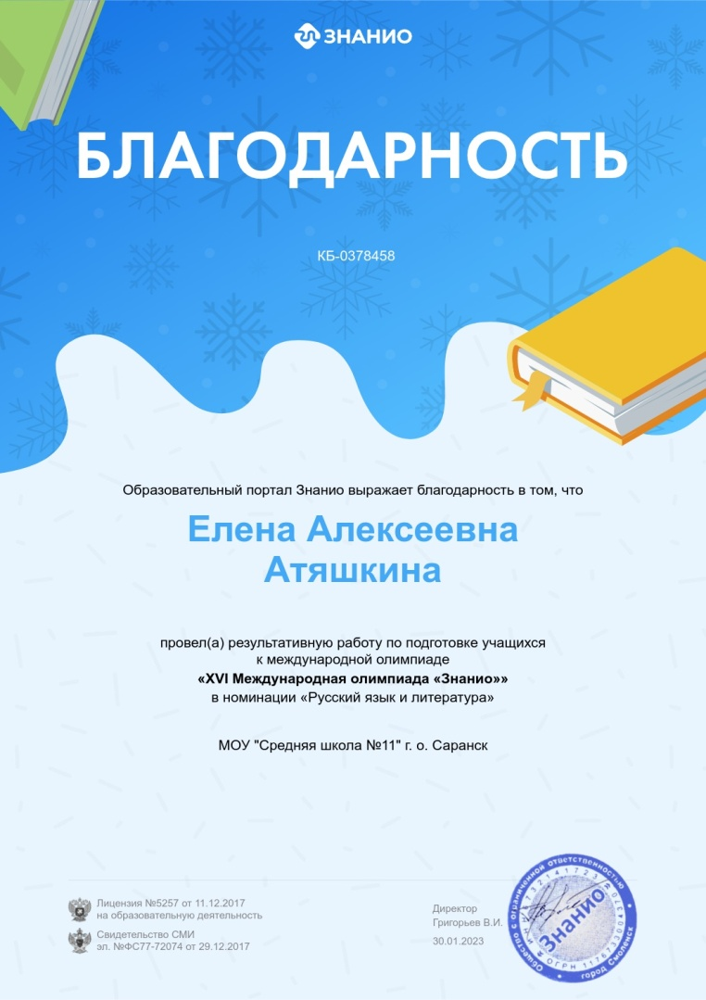 ЗНАНИО
БЛАГОДАРНОСТЬ
КБ-0378458
Образовательный портал Знанио выражает благодарность в том, что
Елена Алексеевна
Атяшкина
провел(а) результативную работу по подготовке учащихся
к международной олимпиаде
«XVI Международная олимпиада «Знанио»»
в номинации «Русский язык и литература»
МОУ "Средняя школа №11" г. о. Саранск
Лицензия №5257 от 11.12.2017
на образовательную деятельность
Свидетельство СМИ
эл. №ФС77-72074 от 29.12.2017
Директор
Григорьев В.И.
30.01.2023
Общество с ограниченной ответственностью
город Смоленск
Знанио